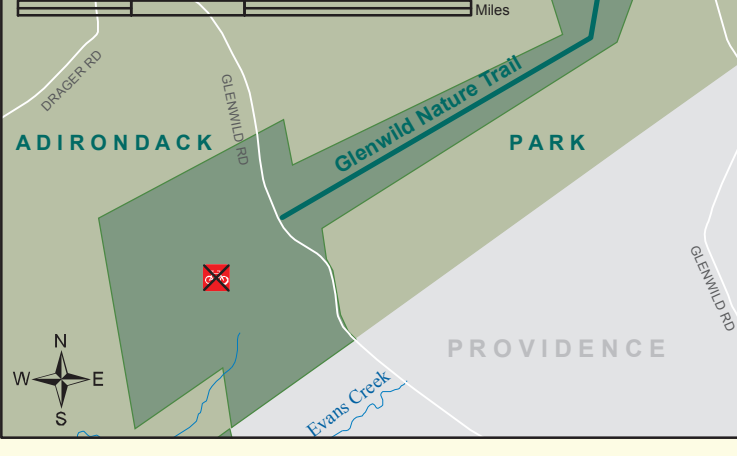 Miles
DRAGER RD
GLENWILD RD
Glenwild Nature Trail
ADIRONDACK
PARK
GLENWILD RD
PROVIDENCE
N
W
E
S
Evans Creek